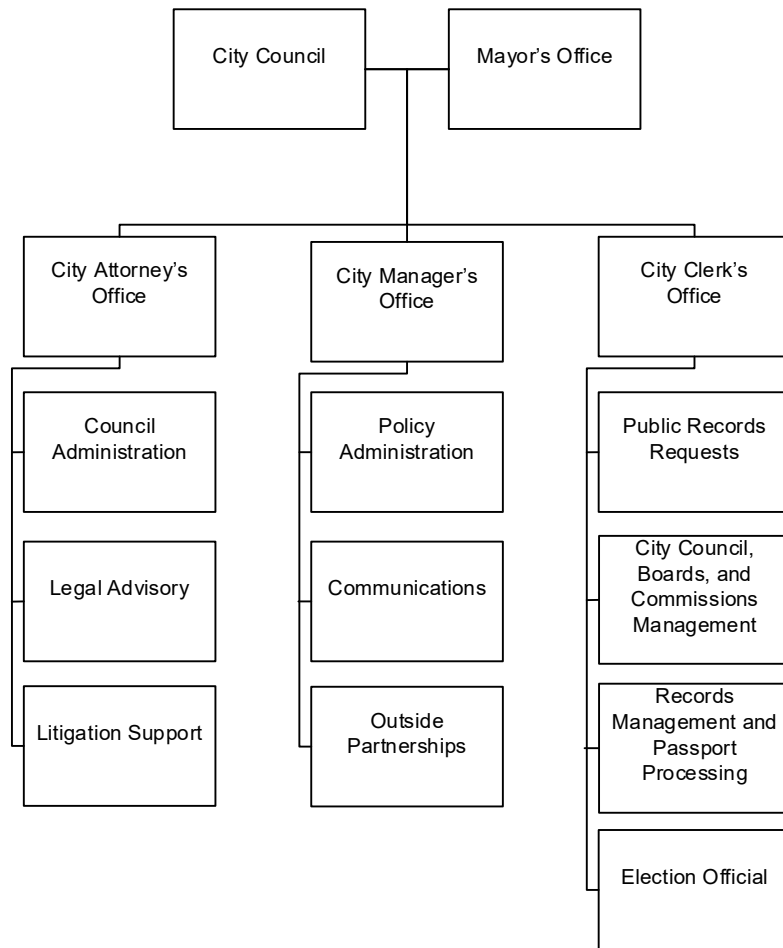 City Council
Mayor’s Office
City Attorney’s
Office
City Manager’s
Office
City Clerk’s
Office
Council
Administration
Policy
Administration
Public Records
Requests
Legal Advisory
Communications
City Council,
Boards, and
Commissions
Management
Litigation Support
Outside
Partnerships
Records
Management and
Passport
Processing
Election Official